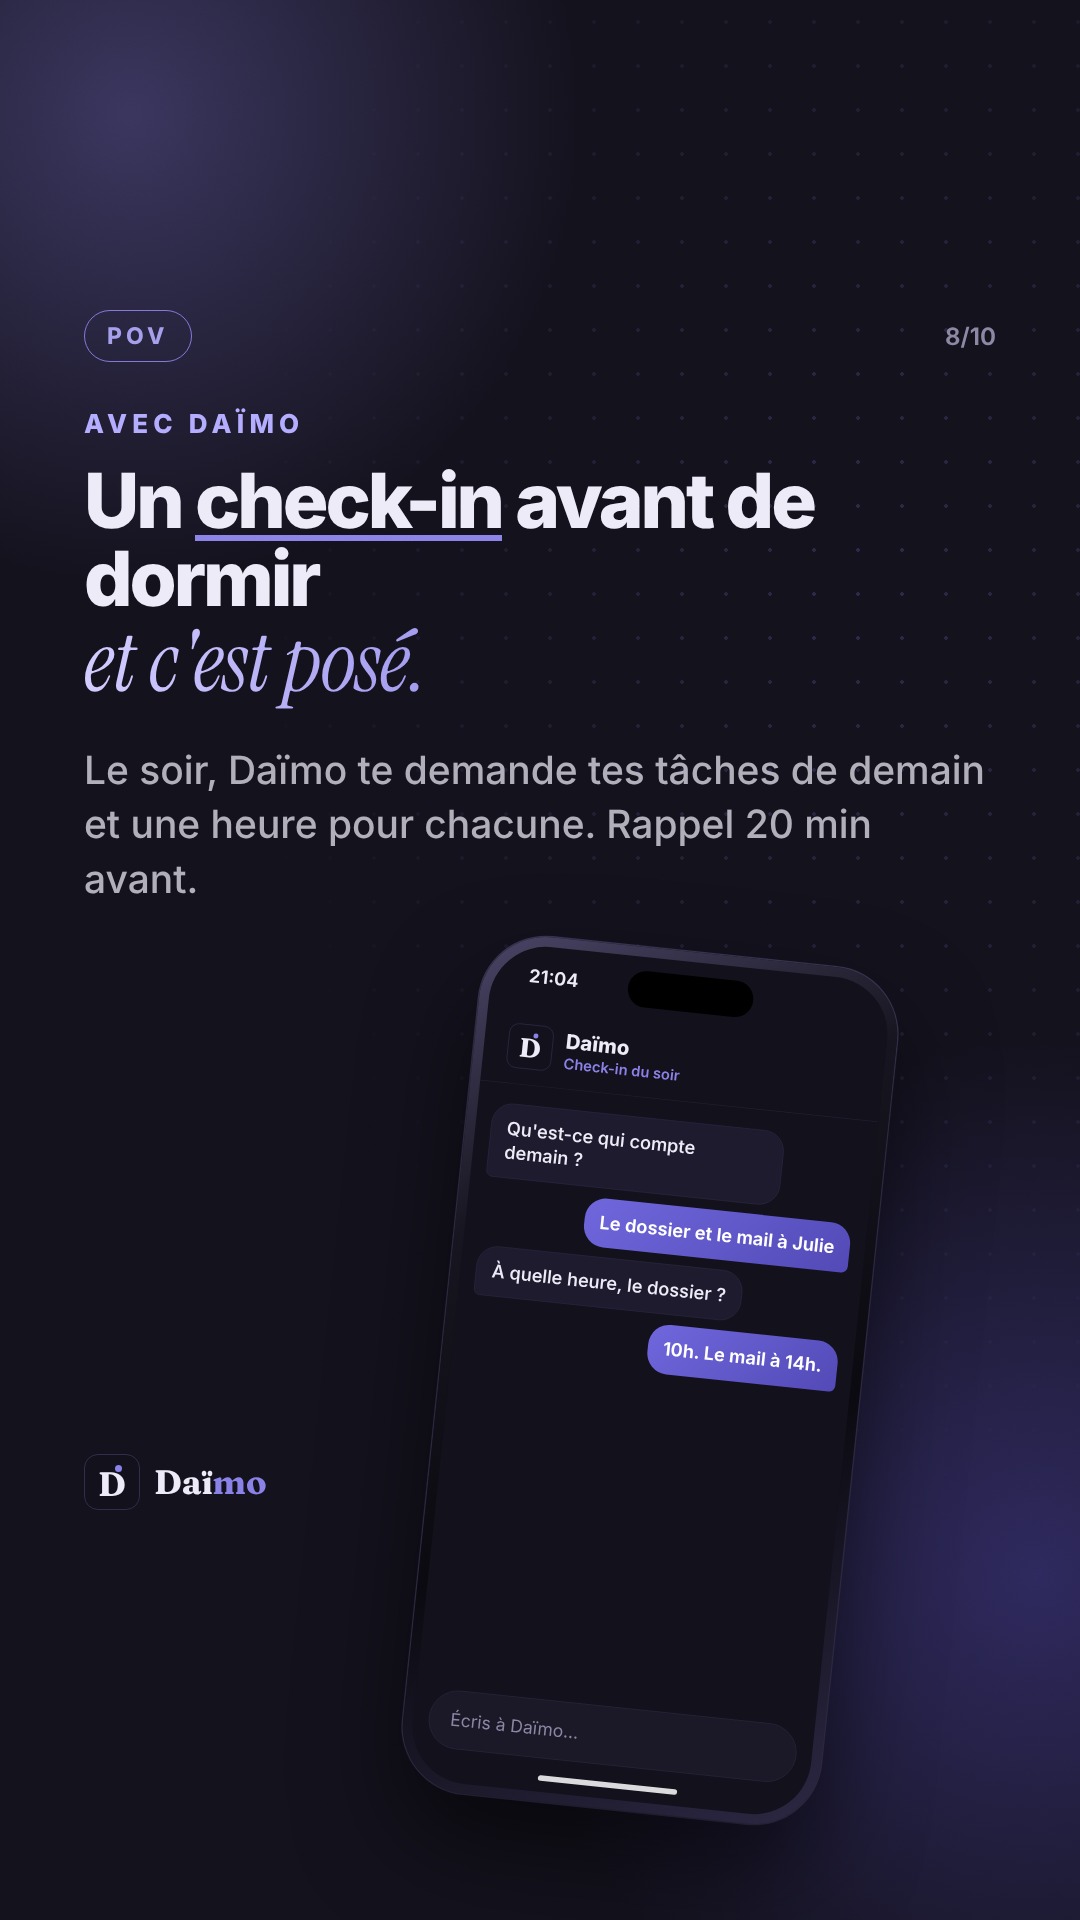 POV
8/10
AVEC DAÏMO
Un check-in avant de
dormir
et c'est posé.
Le soir, Daïmo te demande tes tâches de demain
et une heure pour chacune. Rappel 20 min
avant.
21:04
D
Daïmo
Check-in du soir
Qu'est-ce qui compte
demain ?
Le dossier et le mail à Julie
À quelle heure, le dossier ?
10h. Le mail à 14h.
D
Daïmo
Écris à Daïmo...